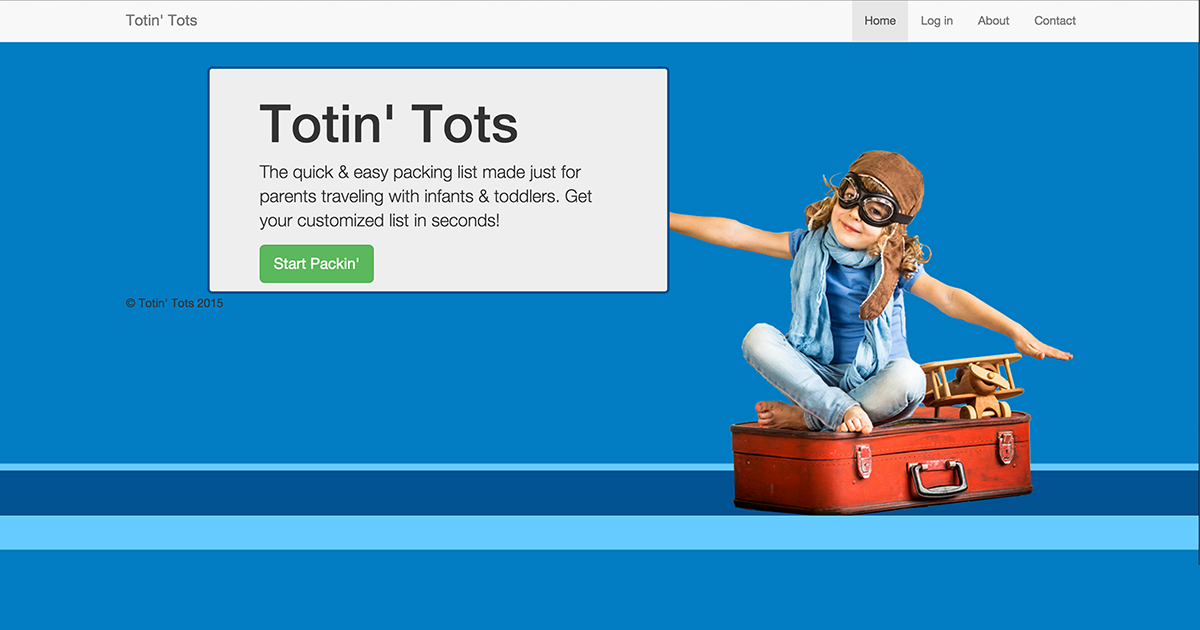 Totin' Tots
Home
Log in
About
Contact
Totin' Tots
The quick & easy packing list made just for
parents traveling with infants & toddlers. Get
your customized list in seconds!
Start Packin'
© Totin' Tots 2015